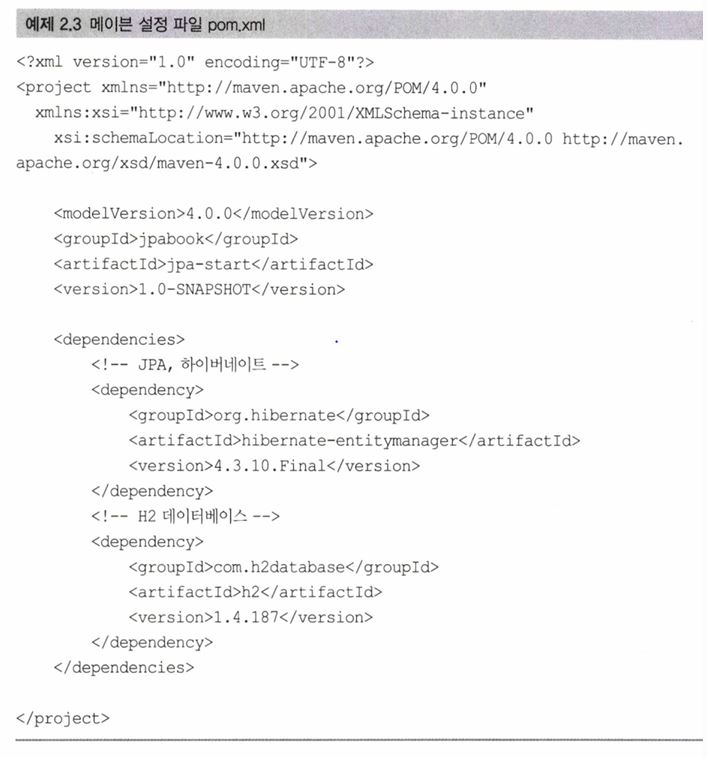 예제 2.3 메이븐 설정 파일 pom.xml
<?xml version="1.0" encoding="UTF-8"?>
<project xmlns="http://maven.apache.org/POM/4.0.0"
  xmlns:xsi="http://www.w3.org/2001/XMLSchema-instance"
    xsi:schemaLocation="http://maven.apache.org/POM/4.0.0 http://maven.
apache.org/xsd/maven-4.0.0.xsd">

    <modelVersion>4.0.0</modelVersion>
    <groupId>jpabook</groupId>
    <artifactId>jpa-start</artifactId>
    <version>1.0-SNAPSHOT</version>

    <dependencies>
        <!-- JPA, 하이버네이트 -->
        <dependency>
            <groupId>org.hibernate</groupId>
            <artifactId>hibernate-entitymanager</artifactId>
            <version>4.3.10.Final</version>
        </dependency>
        <!-- H2 데이터베이스 -->
        <dependency>
            <groupId>com.h2database</groupId>
            <artifactId>h2</artifactId>
            <version>1.4.187</version>
        </dependency>
    </dependencies>

</project>